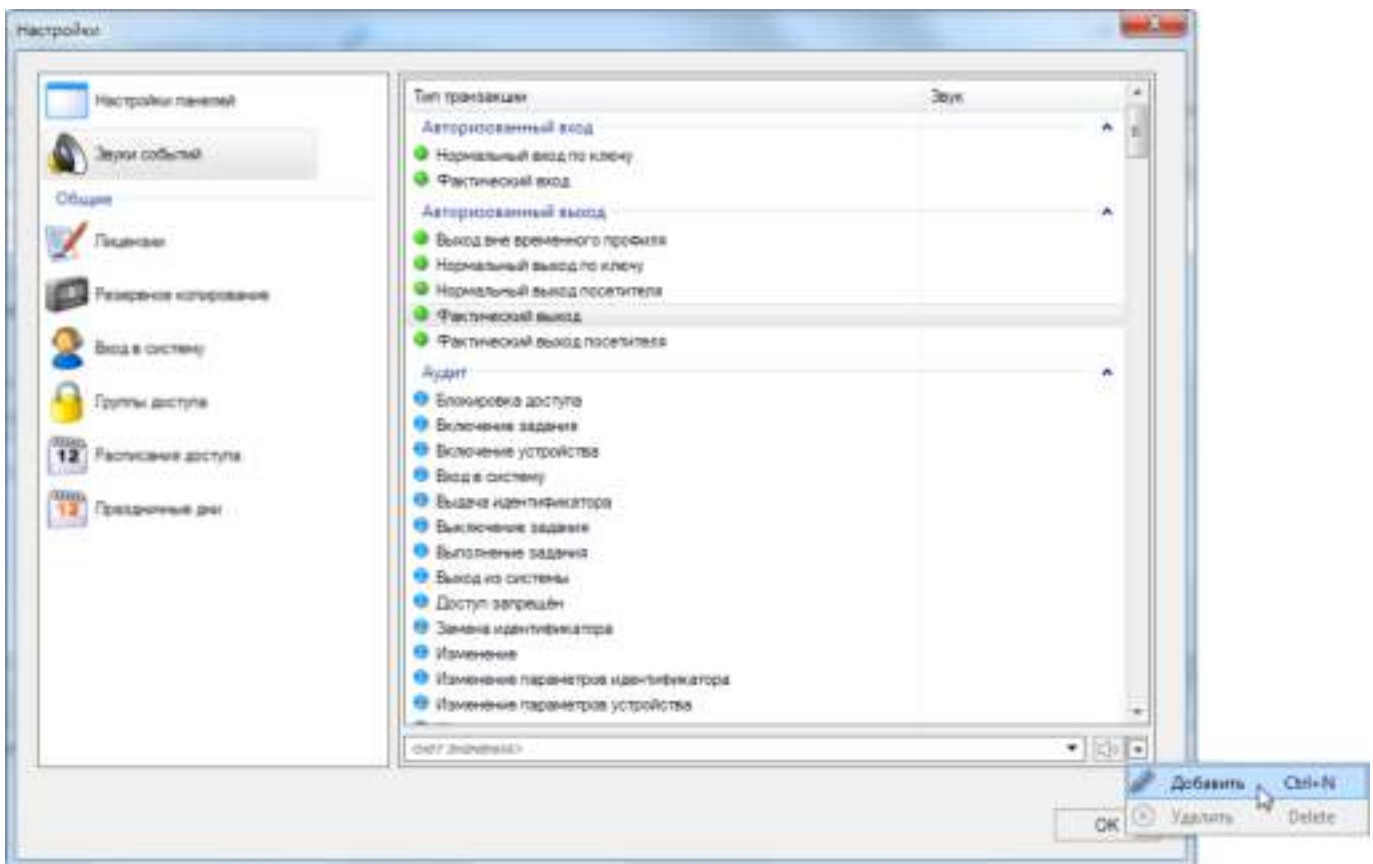 Настройки
Настройки панелей
Звуки событий
Общие
Лицензии
Резервное копирование
Вход в систему
Группы доступа
Расписания доступа
Праздничные дни
Тип транзакции Звук
Авторизованный вход
Нормальный вход по ключу
Фактический вход
Авторизованный выход
Выход вне временного профиля
Нормальный выход по ключу
Нормальный выход посетителя
Фактический выход
Фактический выход посетителя
Аудит
Блокировка доступа
Включение задания
Включение устройства
Вход в систему
Выдача идентификатора
Выключение задания
Выполнение задания
Выход из системы
Доступ запрещён
Замена идентификатора
Изменение
Изменение параметров идентификатора
Изменение параметров устройства
<нет значения>
Добавить Ctrl+N
Удалить Delete
OK